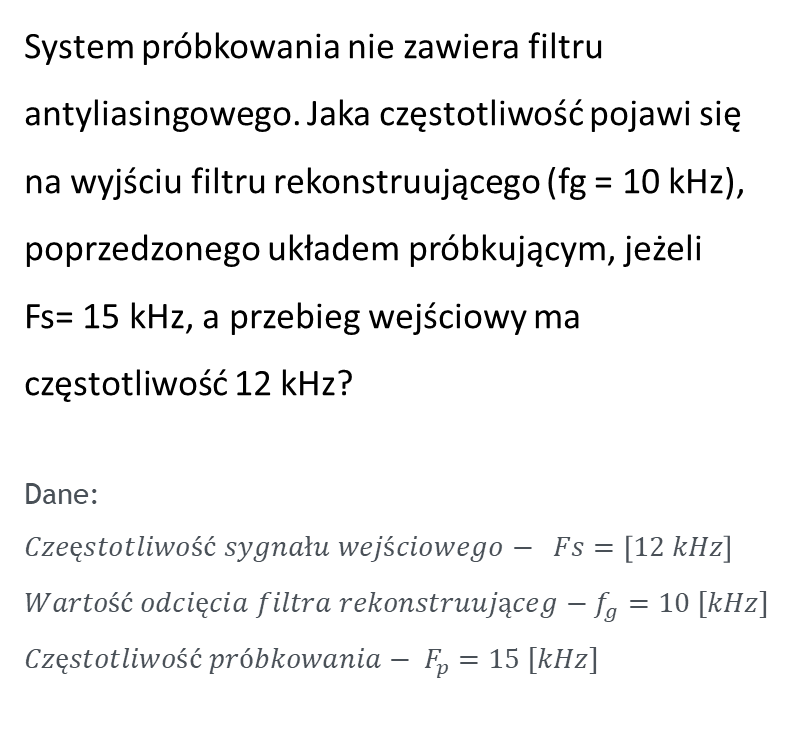 System próbkowania nie zawiera filtru
antyliasingowego. Jaka częstotliwość pojawi się
na wyjściu filtru rekonstruującego (fg = 10 kHz),
poprzedzonego układem próbkującym, jeżeli
Fs= 15 kHz, a przebieg wejściowy ma
częstotliwość 12 kHz?
Dane:
Czeęstotliwość sygnału wejściowego − Fs = [12 kHz]
Wartość odcięcia filtra rekonstruująceg − f_g = 10 [kHz]
Częstotliwość próbkowania − F_p = 15 [kHz]